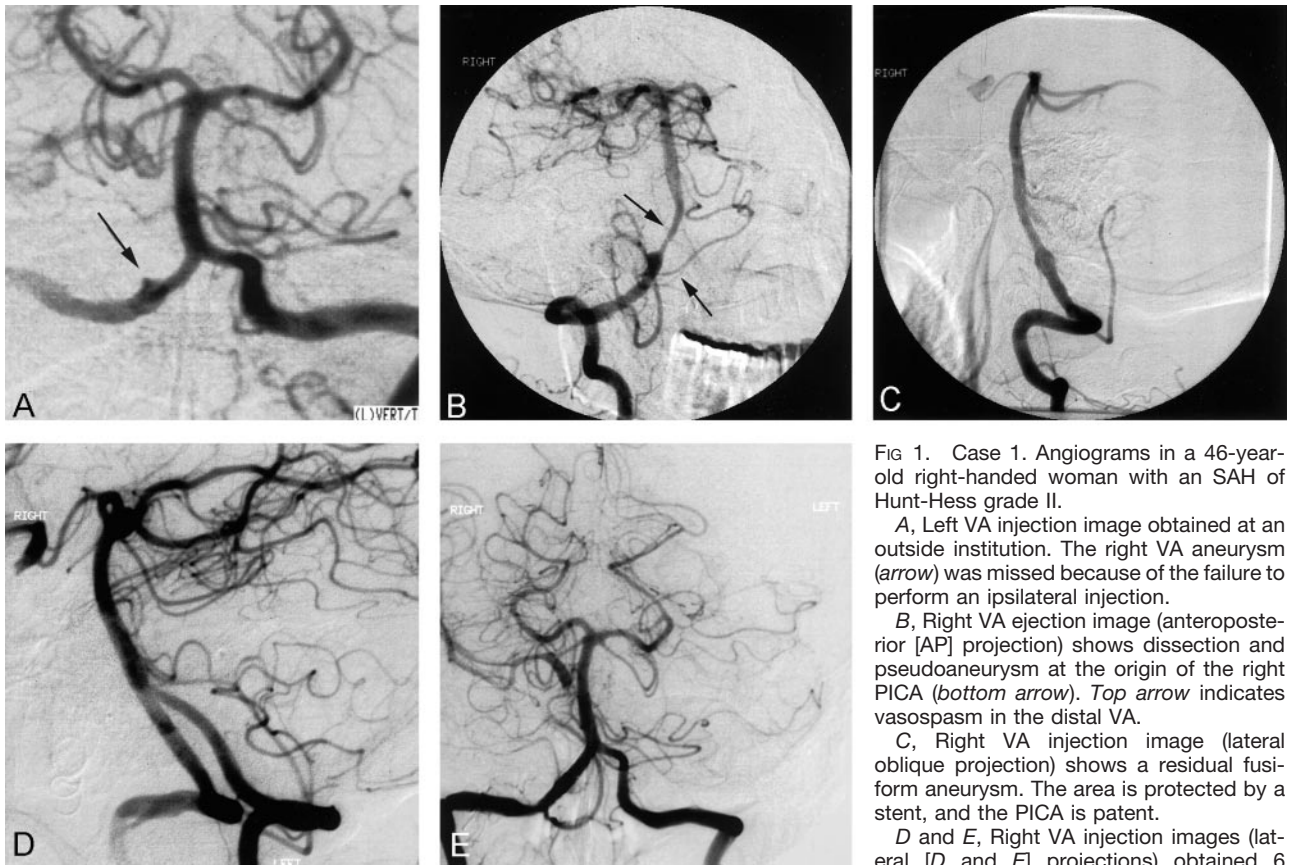 A
(L)VERT/T
RIGHT
B
RIGHT
C
RIGHT
LEFT
D
RIGHT
LEFT
E
FIG 1. Case 1. Angiograms in a 46-year-
old right-handed woman with an SAH of
Hunt-Hess grade II.
A, Left VA injection image obtained at an
outside institution. The right VA aneurysm
(arrow) was missed because of the failure to
perform an ipsilateral injection.
B, Right VA ejection image (anteroposte-
rior [AP] projection) shows dissection and
pseudoaneurysm at the origin of the right
PICA (bottom arrow). Top arrow indicates
vasospasm in the distal VA.
C, Right VA injection image (lateral
oblique projection) shows a residual fusi-
form aneurysm. The area is protected by a
stent, and the PICA is patent.
D and E, Right VA injection images (lat-
eral [D and E] projections) obtained 6